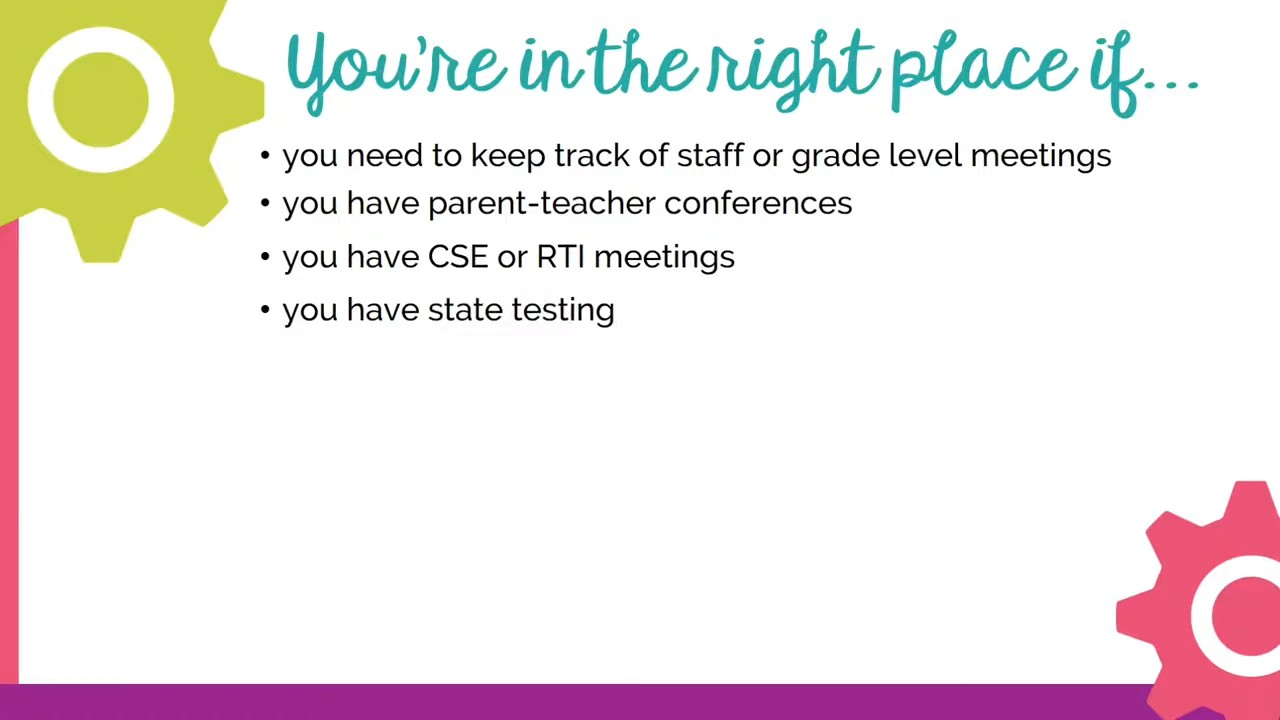 You're in the right place if...
• you need to keep track of staff or grade level meetings
• you have parent-teacher conferences
• you have CSE or RTI meetings
• you have state testing